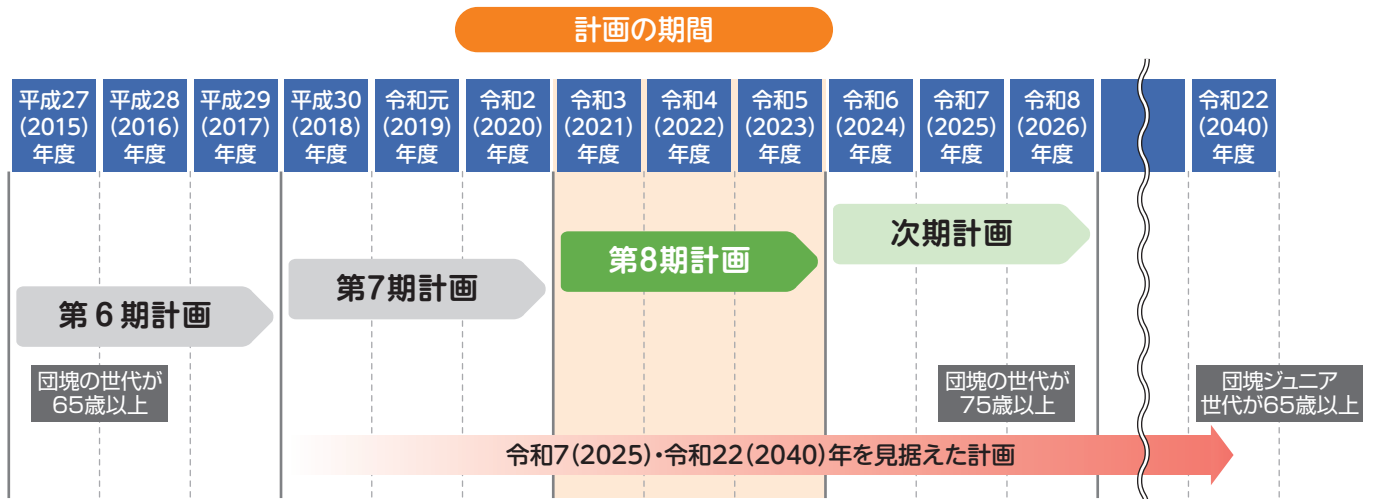 計画の期間
平成27
(2015)
年度
平成28
(2016)
年度
平成29
(2017)
年度
平成30
(2018)
年度
令和元
(2019)
年度
令和2
(2020)
年度
令和3
(2021)
年度
令和4
(2022)
年度
令和5
(2023)
年度
令和6
(2024)
年度
令和7
(2025)
年度
令和8
(2026)
年度
令和22
(2040)
年度
第6期計画
第7期計画
第8期計画
次期計画
団塊の世代が
65歳以上
団塊の世代が
75歳以上
団塊ジュニア
世代が65歳以上
令和7(2025)・令和22(2040)年を見据えた計画